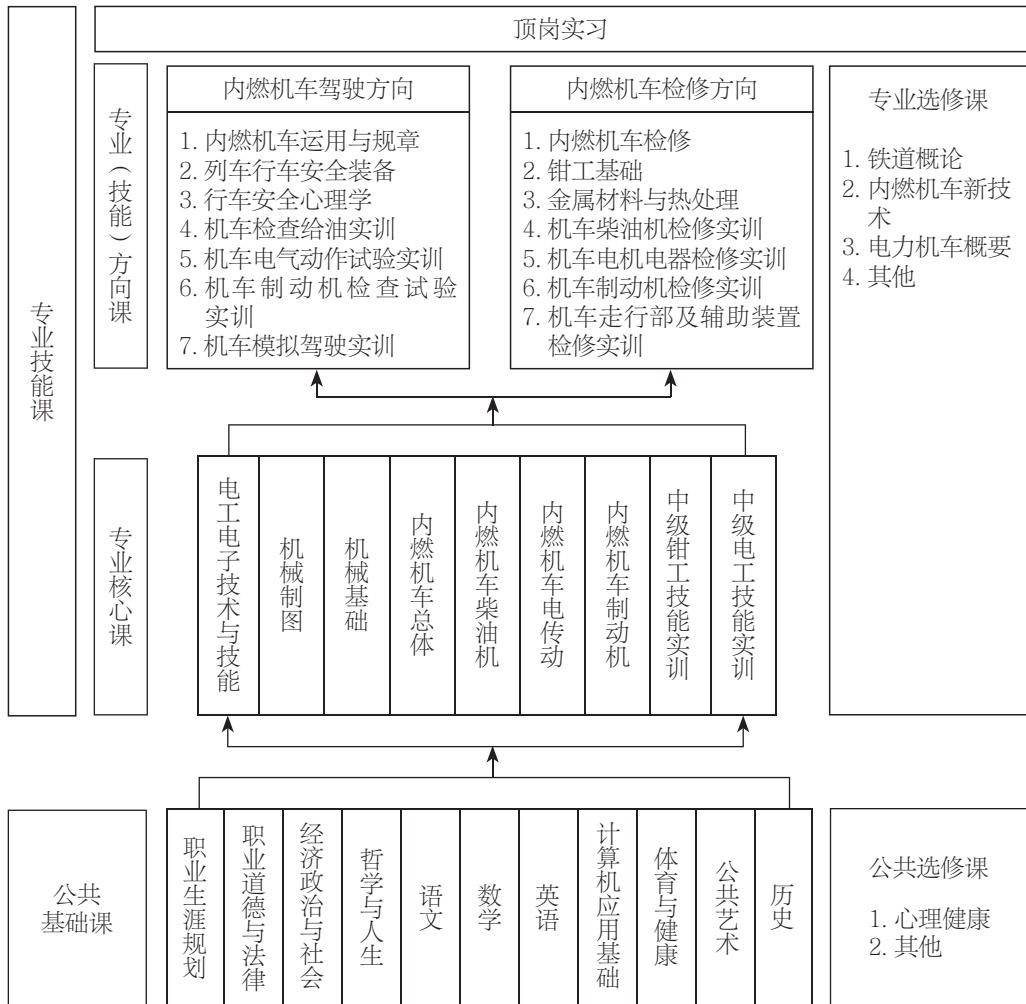 顶岗实习
专业技能课
专业（技能）方向课
内燃机车驾驶方向
1. 内燃机车运用与规章
2. 列车行车安全装备
3. 行车安全心理学
4. 机车检查给油实训
5. 机车电气动作试验实训
6. 机车制动机检查试验
实训
7. 机车模拟驾驶实训
内燃机车检修方向
1. 内燃机车检修
2. 钳工基础
3. 金属材料与热处理
4. 机车柴油机检修实训
5. 机车电机电器检修实训
6. 机车制动机检修实训
7. 机车走行部及辅助装置
检修实训
专业选修课
1. 铁道概论
2. 内燃机车新技
术
3. 电力机车概要
4. 其他
专业核心课
电工电子技术与技能
机械制图
机械基础
内燃机车总体
内燃机车柴油机
内燃机车电传动
内燃机车制动机
中级钳工技能实训
中级电工技能实训
公共
基础课
职业生涯规划
职业道德与法律
经济政治与社会
哲学与人生
语文
数学
英语
计算机应用基础
体育与健康
公共艺术
历史
公共选修课
1. 心理健康
2. 其他